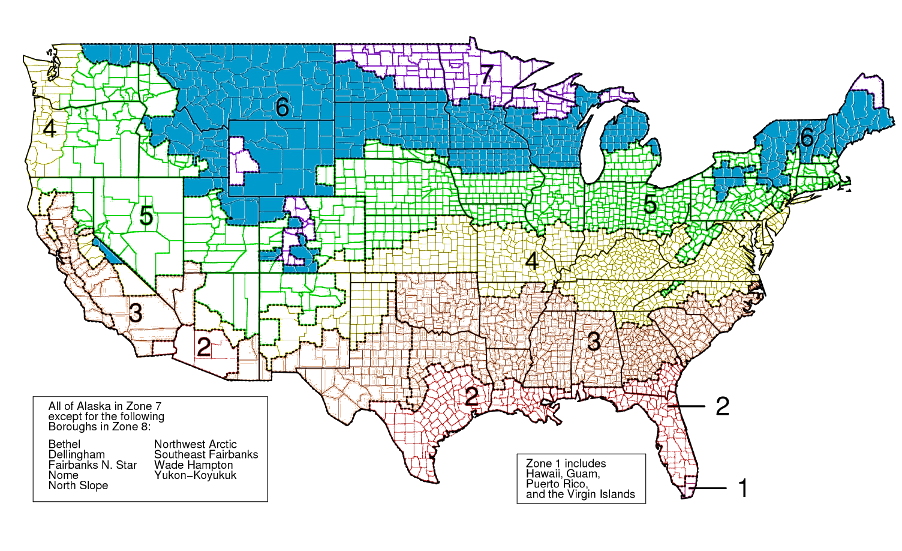 7
6
6
4
5
5
4
3
3
2
2
2
1
All of Alaska in Zone 7
except for the following
Boroughs in Zone 8:
Bethel
Dellingham
Fairbanks N. Star
Nome
North Slope
Northwest Arctic
Southeast Fairbanks
Wade Hampton
Yukon-Koyukuk
Zone 1 includes
Hawaii, Guam,
Puerto Rico,
and the Virgin Islands